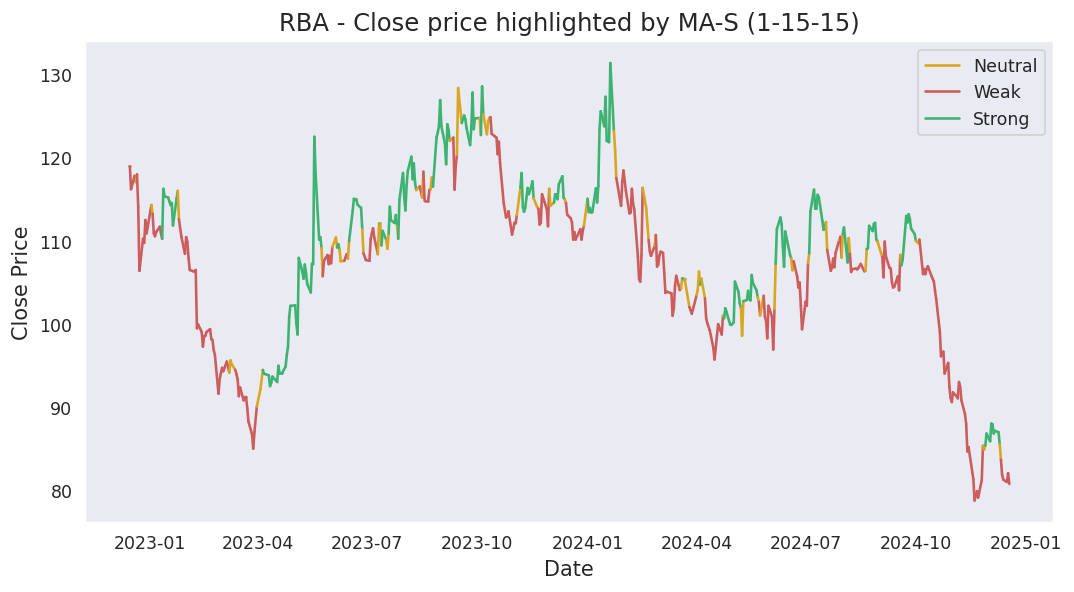 RBA - Close price highlighted by MA-S (1-15-15)
Neutral
Weak
Strong
130
120
110
100
90
80
Close Price
2023-01 2023-04 2023-07 2023-10 2024-01 2024-04 2024-07 2024-10 2025-01
Date